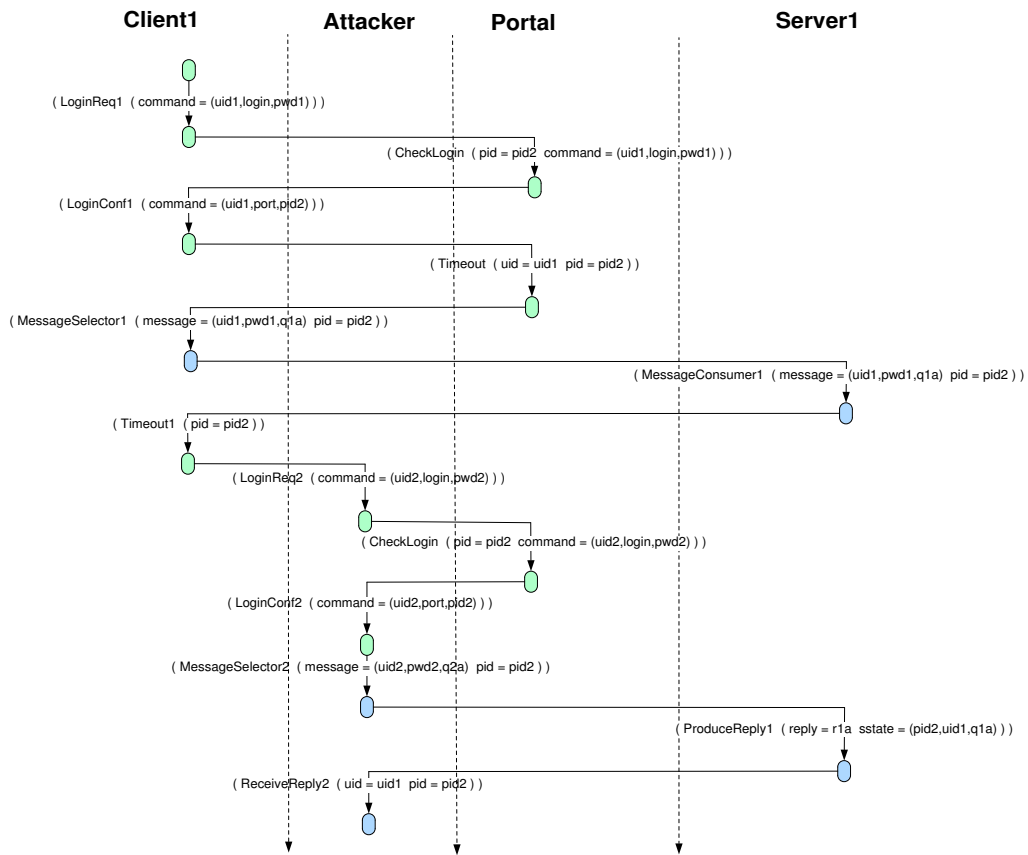 Client1 Attacker Portal Server1
( LoginReq1 ( command = (uid1,login,pwd1) ) )
( CheckLogin ( pid = pid2 command = (uid1,login,pwd1) ) )
( LoginConf1 ( command = (uid1,port,pid2) ) )
( Timeout ( uid = uid1 pid = pid2 ) )
( MessageSelector1 ( message = (uid1,pwd1,q1a) pid = pid2 ) )
( MessageConsumer1 ( message = (uid1,pwd1,q1a) pid = pid2 ) )
( Timeout1 ( pid = pid2 ) )
( LoginReq2 ( command = (uid2,login,pwd2) ) )
( CheckLogin ( pid = pid2 command = (uid2,login,pwd2) ) )
( LoginConf2 ( command = (uid2,port,pid2) ) )
( MessageSelector2 ( message = (uid2,pwd2,q2a) pid = pid2 ) )
( ProduceReply1 ( reply = r1a sstate = (pid2,uid1,q1a) ) )
( ReceiveReply2 ( uid = uid1 pid = pid2 ) )